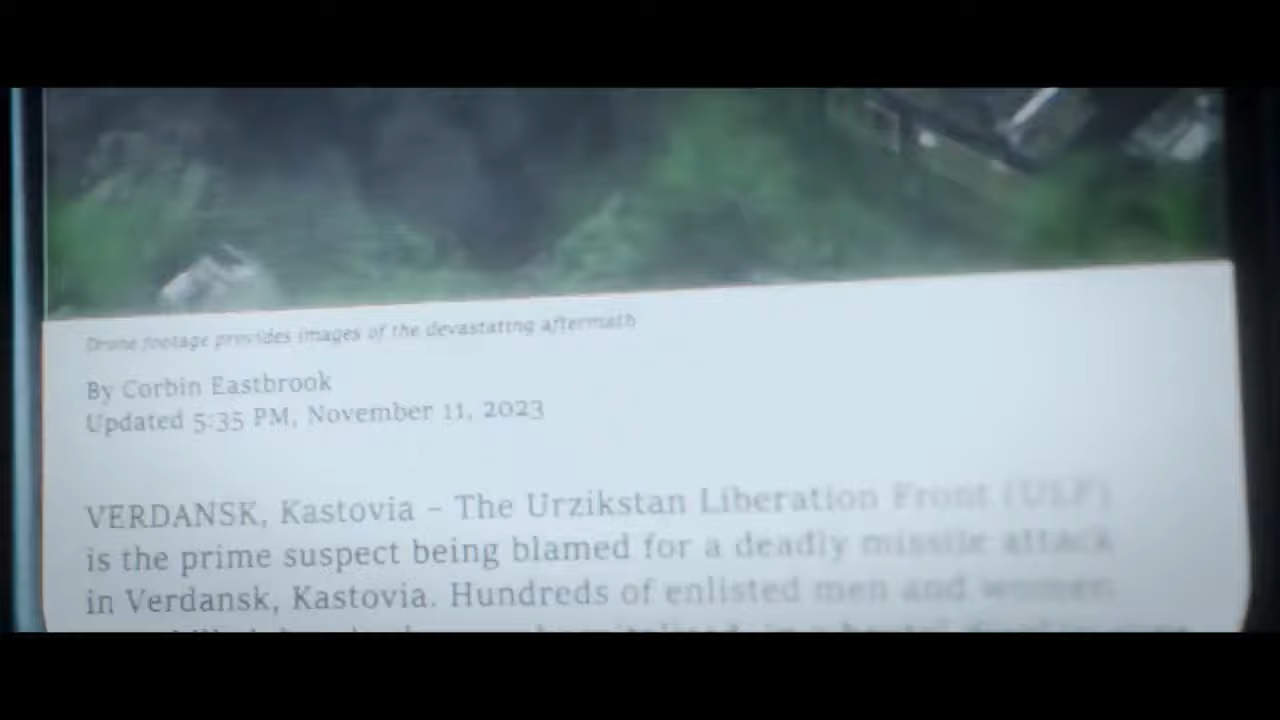 Drone footage provides images of the devastating aftermath
By Corbin Eastbrook
Updated 5:35 PM, November 11, 2023
VERDANSK, Kastovia – The Urzikstan Liberation Front (ULF)
is the prime suspect being blamed for a deadly missile attack
in Verdansk, Kastovia. Hundreds of enlisted men and women